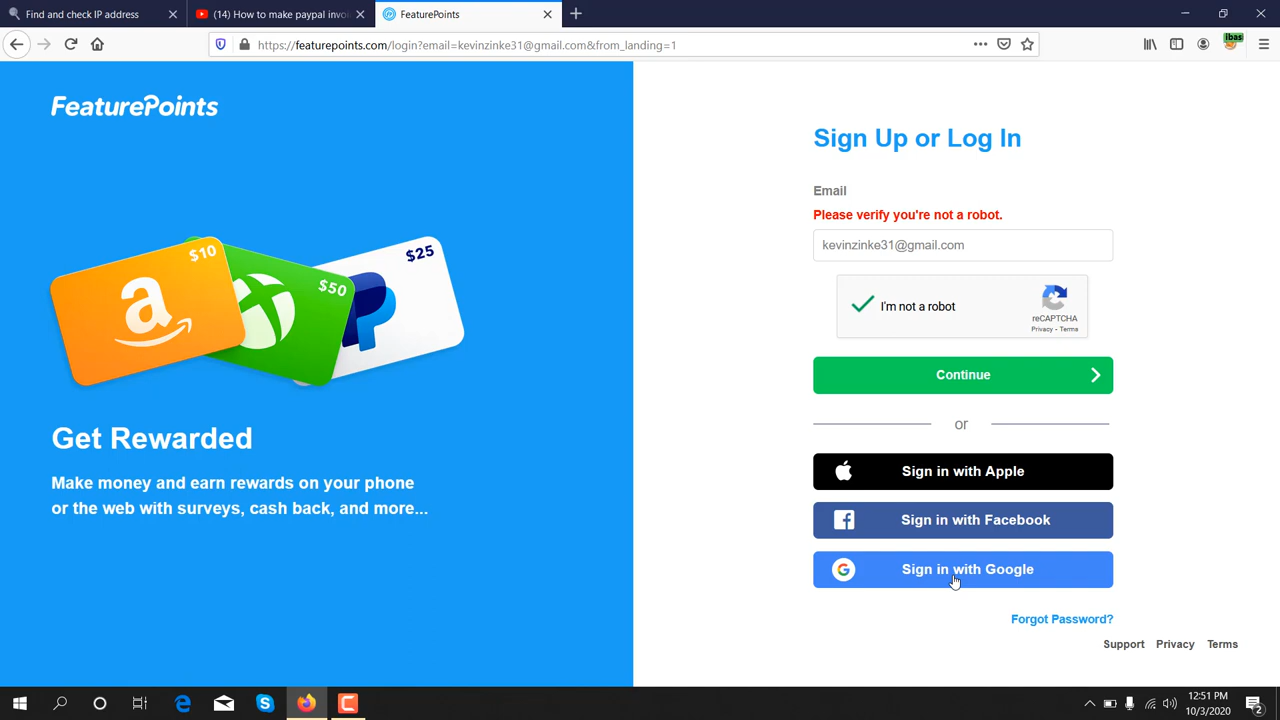 Find and check IP address
(14) How to make paypal invoi
FeaturePoints
https://featurepoints.com/login?email=kevinzinke31@gmail.com&from_landing=1
ibas
FeaturePoints
$10
$50
$25
Get Rewarded
Make money and earn rewards on your phone
or the web with surveys, cash back, and more...
Sign Up or Log In
Email
Please verify you're not a robot.
kevinzinke31@gmail.com
I'm not a robot
reCAPTCHA
Privacy - Terms
Continue
or
Sign in with Apple
Sign in with Facebook
Sign in with Google
Forgot Password?
Support Privacy Terms
12:51 PM
10/3/2020
2